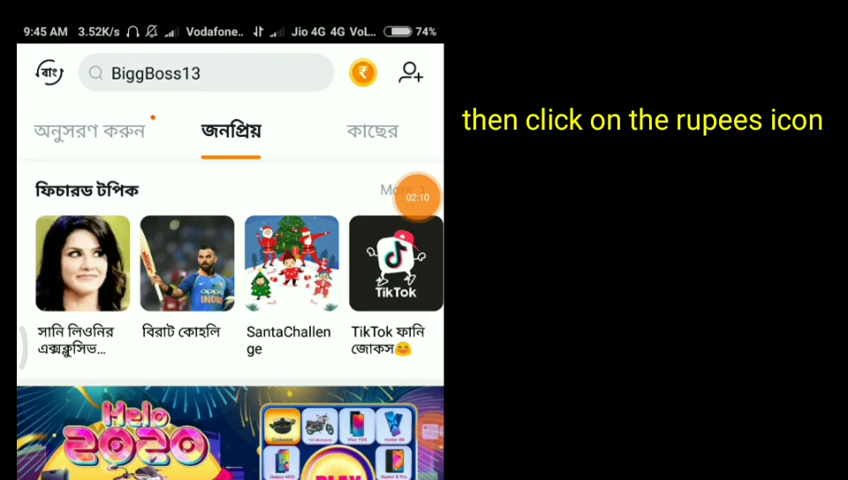 9:45 AM 3.52K/s Vodafone.. Jio 4G 4G VoL.. 74%
বাং
BiggBoss13
₹
then click on the rupees icon
অনুসরণ করুন জনপ্রিয় কাছের
ফিচারড টপিক
02:10
TikTok
সানি লিওনির
এক্সক্লুসিভ...
বিরাট কোহলি
SantaChallen
ge
TikTok ফানি
জোকস😄
Helo
2020
PLAY